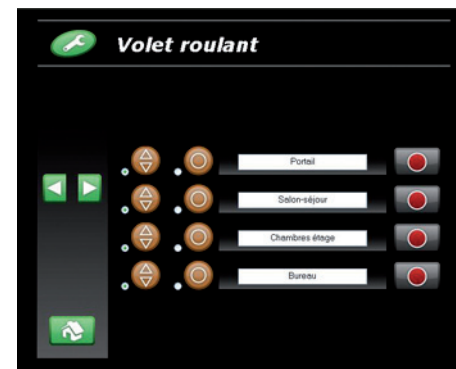 Volet roulant
Portail
Salon-séjour
Chambres étage
Bureau